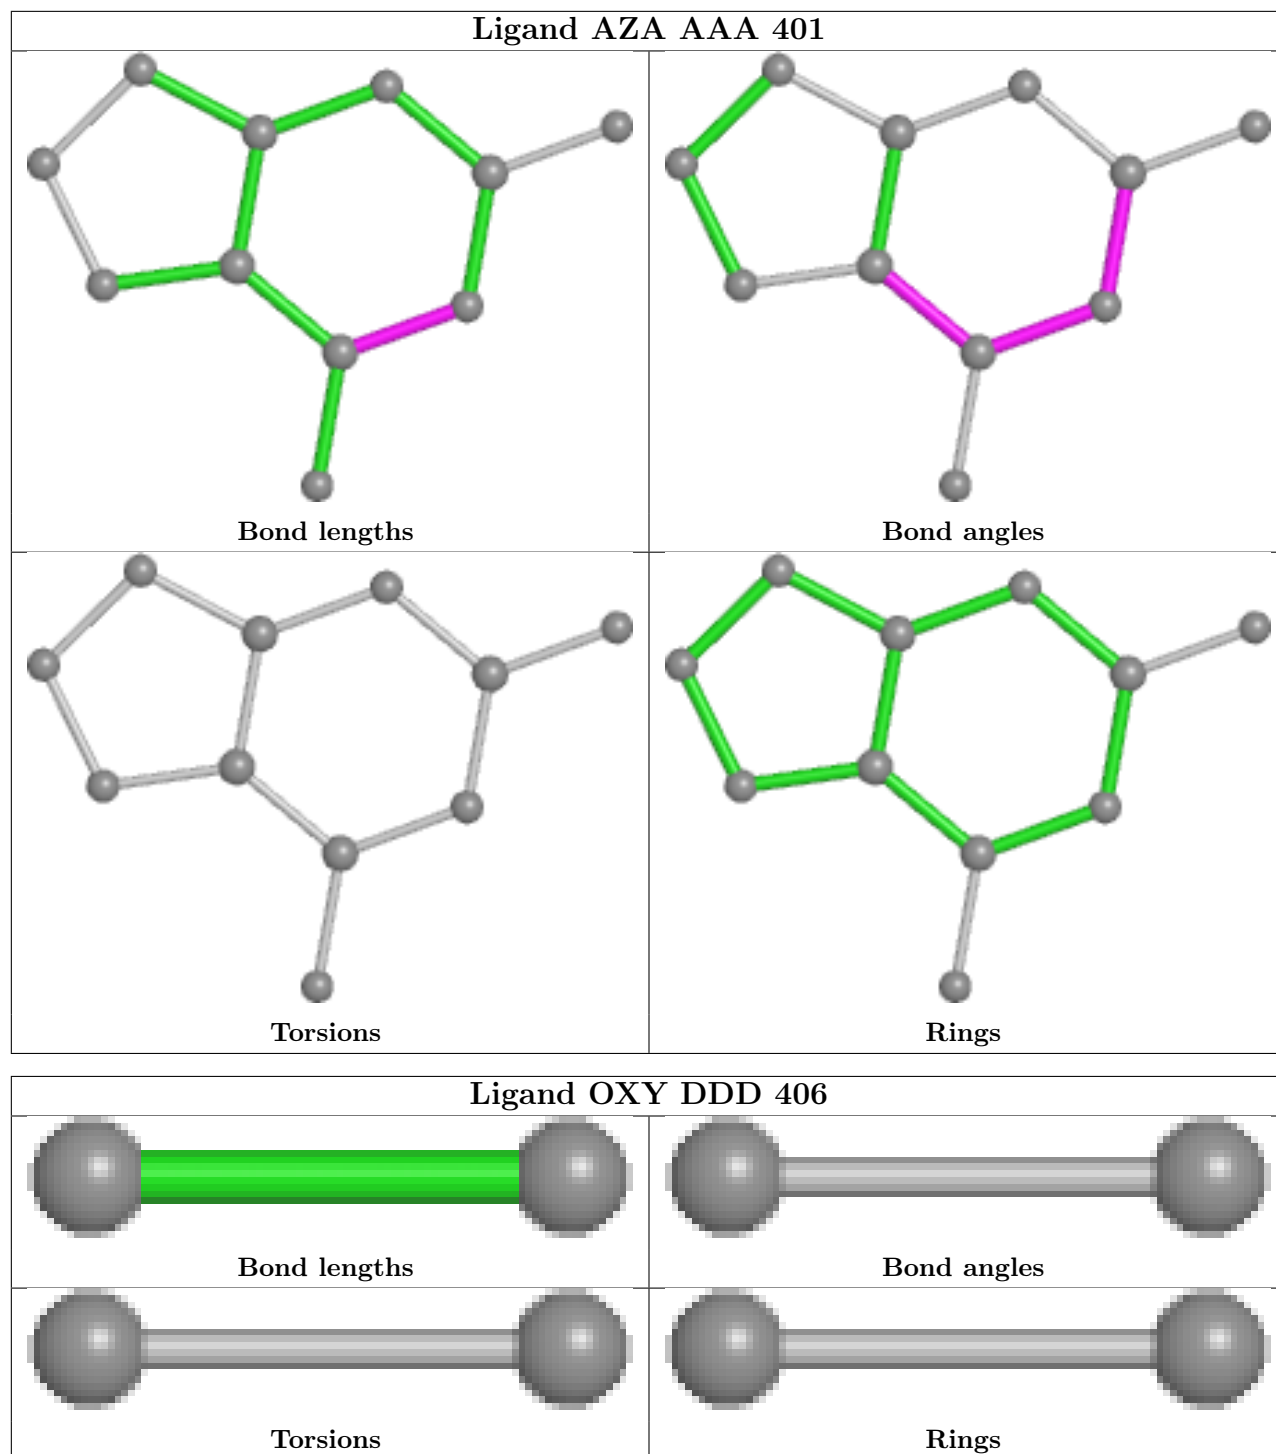 Ligand AZA AAA 401
Bond lengths
Bond angles
Torsions
Rings
Ligand OXY DDD 406
Bond lengths
Bond angles
Torsions
Rings